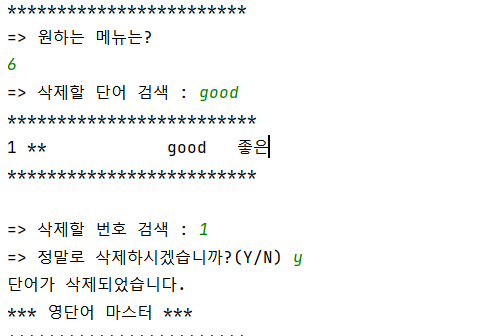 ************************
=> 원하는 메뉴는?
6
=> 삭제할 단어 검색 : good
*************************
1 **            good   좋은
*************************
=> 삭제할 번호 검색 : 1
=> 정말로 삭제하시겠습니까?(Y/N) y
단어가 삭제되었습니다.
*** 영단어 마스터 ***